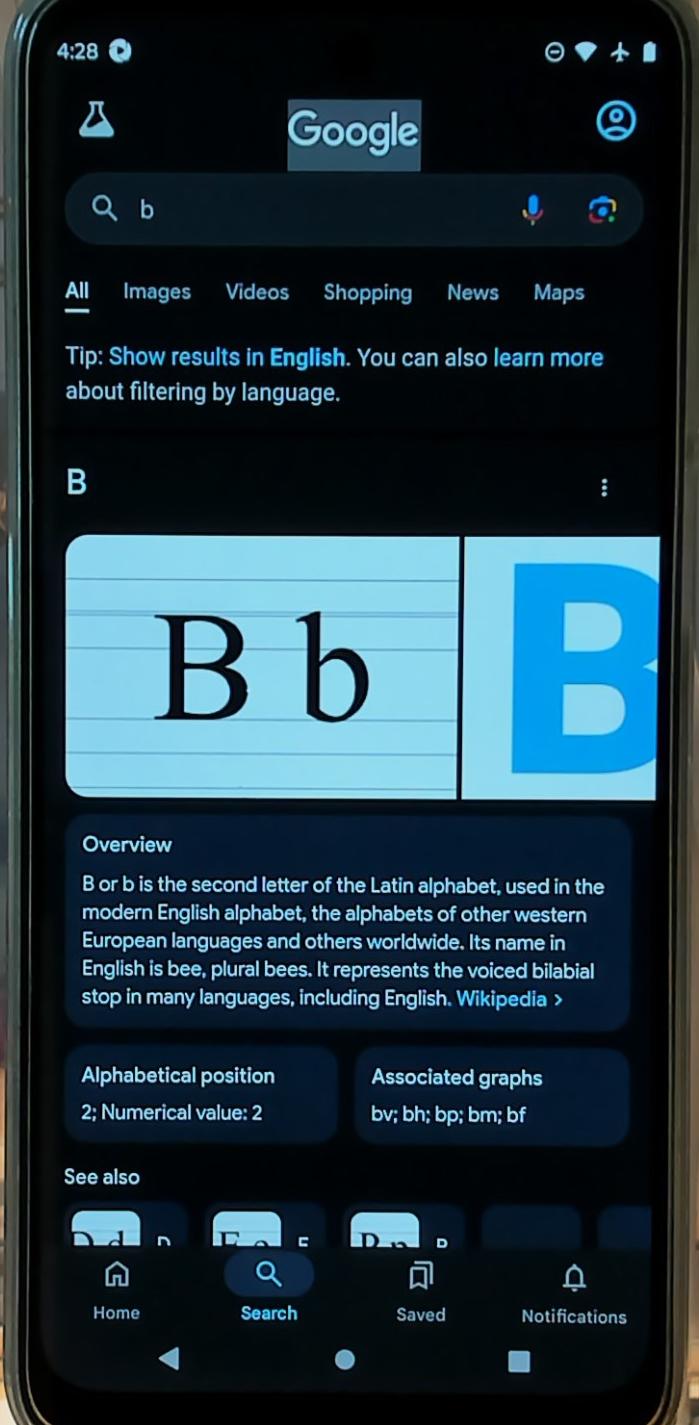 4:28
Google
b
All Images Videos Shopping News Maps
Tip: Show results in English. You can also learn more
about filtering by language.
B
B b
B
Overview
B or b is the second letter of the Latin alphabet, used in the
modern English alphabet, the alphabets of other western
European languages and others worldwide. Its name in
English is bee, plural bees. It represents the voiced bilabial
stop in many languages, including English. Wikipedia >
Alphabetical position
2; Numerical value: 2
Associated graphs
bv; bh; bp; bm; bf
See also
Home Search Saved Notifications